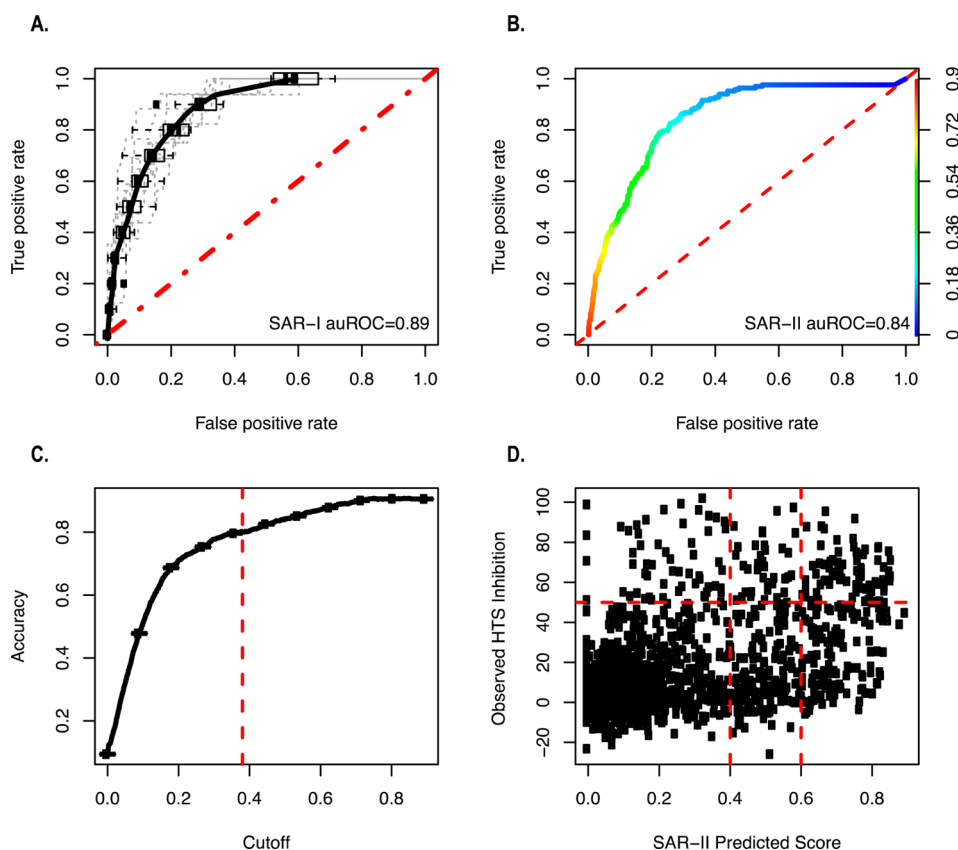 A.
True positive rate
0.0 0.2 0.4 0.6 0.8 1.0
SAR-I auROC=0.89
0.0 0.2 0.4 0.6 0.8 1.0
False positive rate
B.
True positive rate
0.0 0.2 0.4 0.6 0.8 1.0
SAR-II auROC=0.84
0 0.18 0.36 0.54 0.72 0.9
0.0 0.2 0.4 0.6 0.8 1.0
False positive rate
C.
Accuracy
0.2 0.4 0.6 0.8
0.0 0.2 0.4 0.6 0.8
Cutoff
D.
Observed HTS Inhibition
-20 0 20 40 60 80 100
0.0 0.2 0.4 0.6 0.8
SAR-II Predicted Score